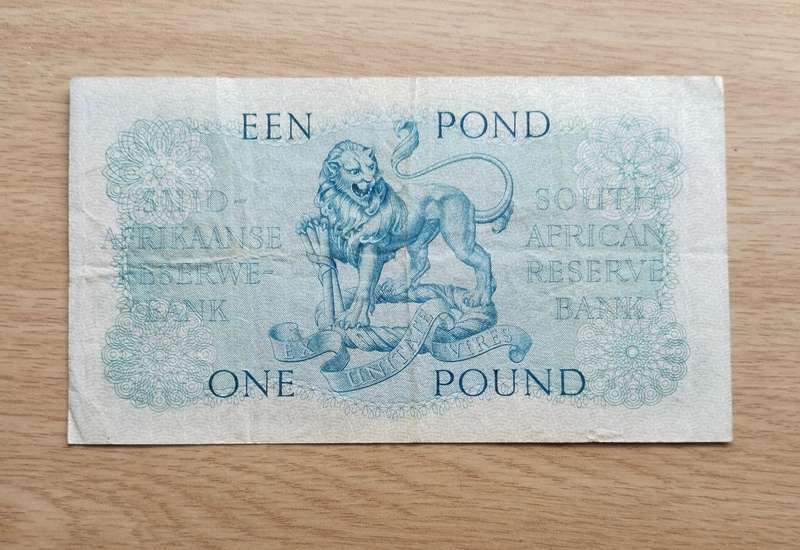 EEN POND
SUID-
AFRIKAANSE
RESERWE-
BANK
SOUTH
AFRICAN
RESERVE
BANK
EX UNITATE VIRES
ONE POUND